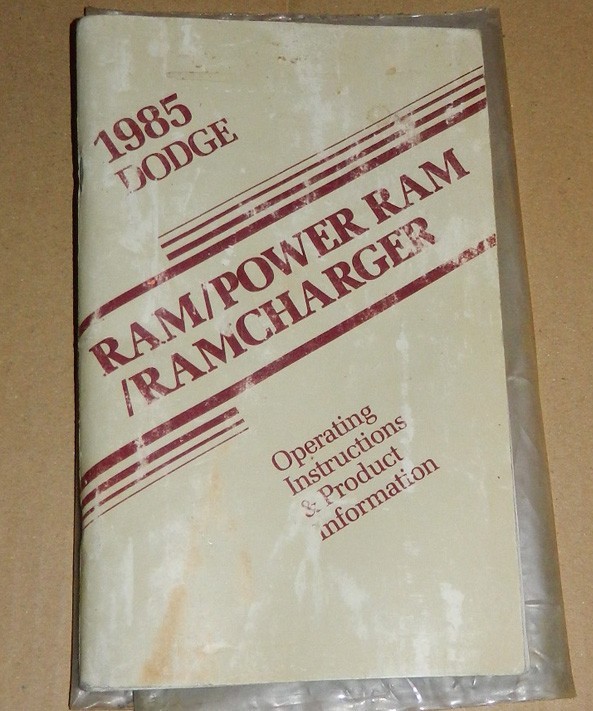 1985
DODGE
RAM/POWER RAM
/RAMCHARGER
Operating
Instructions
& Product
Information